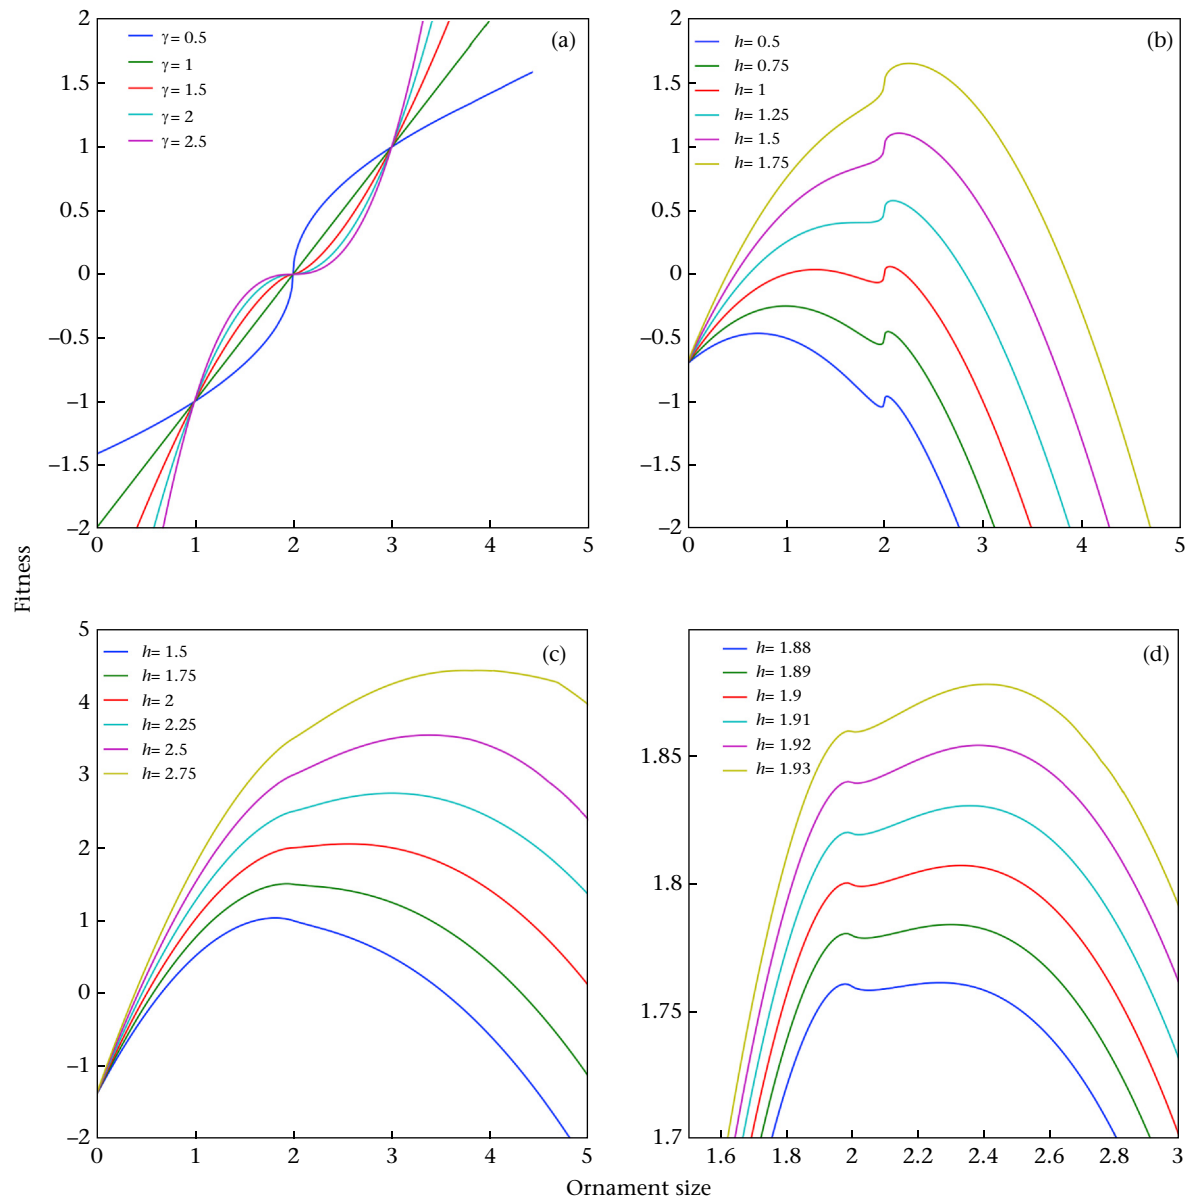 (a)
γ = 0.5
γ = 1
γ = 1.5
γ = 2
γ = 2.5
2
1.5
1
0.5
0
−0.5
−1
−1.5
−2
0 1 2 3 4 5
(b)
h = 0.5
h = 0.75
h = 1
h = 1.25
h = 1.5
h = 1.75
2
1.5
1
0.5
0
−0.5
−1
−1.5
−2
0 1 2 3 4 5
Fitness
(c)
h = 1.5
h = 1.75
h = 2
h = 2.25
h = 2.5
h = 2.75
5
4
3
2
1
0
−1
−2
0 1 2 3 4 5
(d)
h = 1.88
h = 1.89
h = 1.9
h = 1.91
h = 1.92
h = 1.93
1.85
1.8
1.75
1.7
1.6 1.8 2 2.2 2.4 2.6 2.8 3
Ornament size